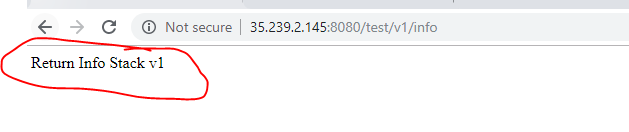 Not secure | 35.239.2.145:8080/test/v1/info
Return Info Stack v1